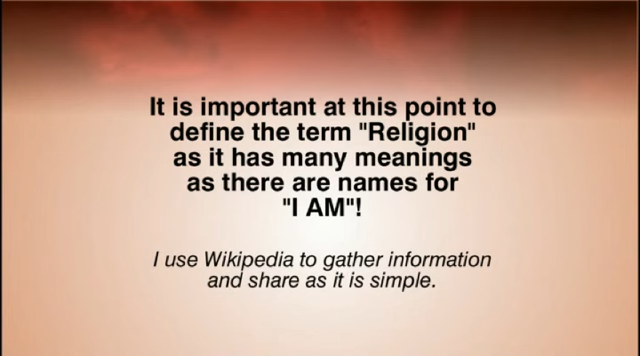 It is important at this point to
define the term "Religion"
as it has many meanings
as there are names for
"I AM"!
I use Wikipedia to gather information
and share as it is simple.